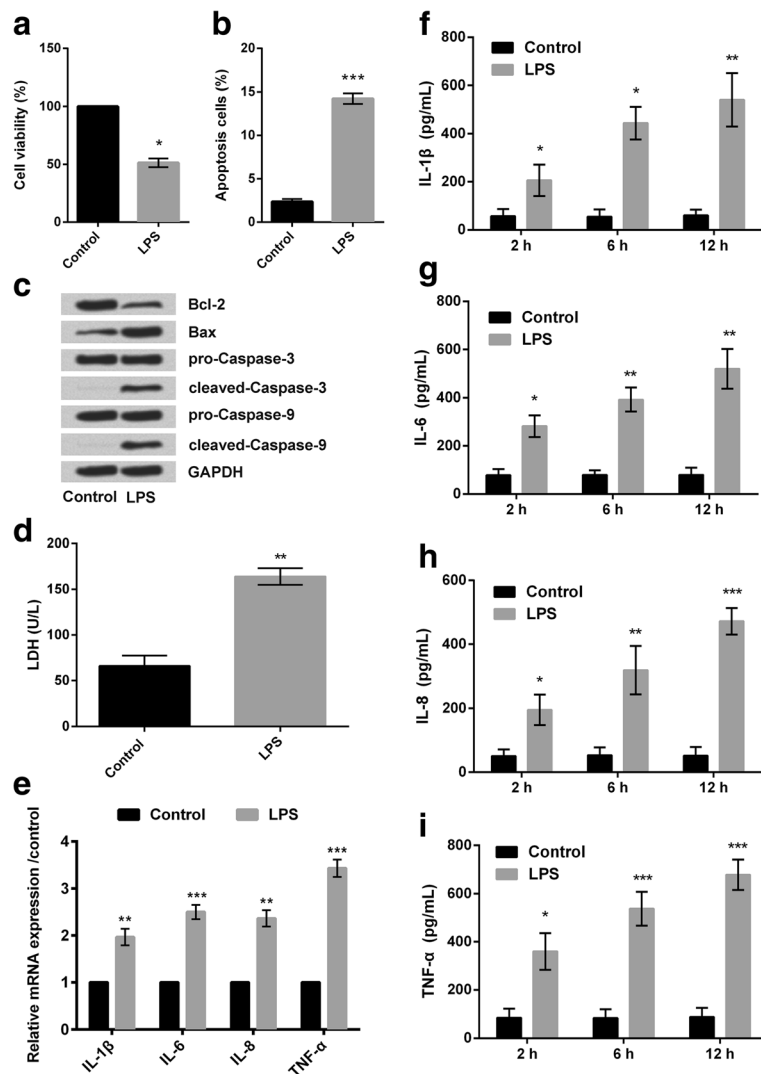 a
Cell viability (%)
150
100
50
0
*
Control
LPS
b
Apoptosis cells (%)
20
15
10
5
0
***
Control
LPS
c
Bcl-2
Bax
pro-Caspase-3
cleaved-Caspase-3
pro-Caspase-9
cleaved-Caspase-9
GAPDH
Control LPS
d
LDH (U/L)
200
150
100
50
0
**
Control
LPS
e
Control
LPS
Relative mRNA expression /control
4
3
2
1
0
**
***
**
***
IL-1β
IL-6
IL-8
TNF-α
f
Control
LPS
IL-1β (pg/mL)
800
600
400
200
0
*
*
**
2 h
6 h
12 h
g
Control
LPS
IL-6 (pg/mL)
800
600
400
200
0
*
**
**
2 h
6 h
12 h
h
Control
LPS
IL-8 (pg/mL)
600
400
200
0
*
**
***
2 h
6 h
12 h
i
Control
LPS
TNF-α (pg/mL)
800
600
400
200
0
*
***
***
2 h
6 h
12 h